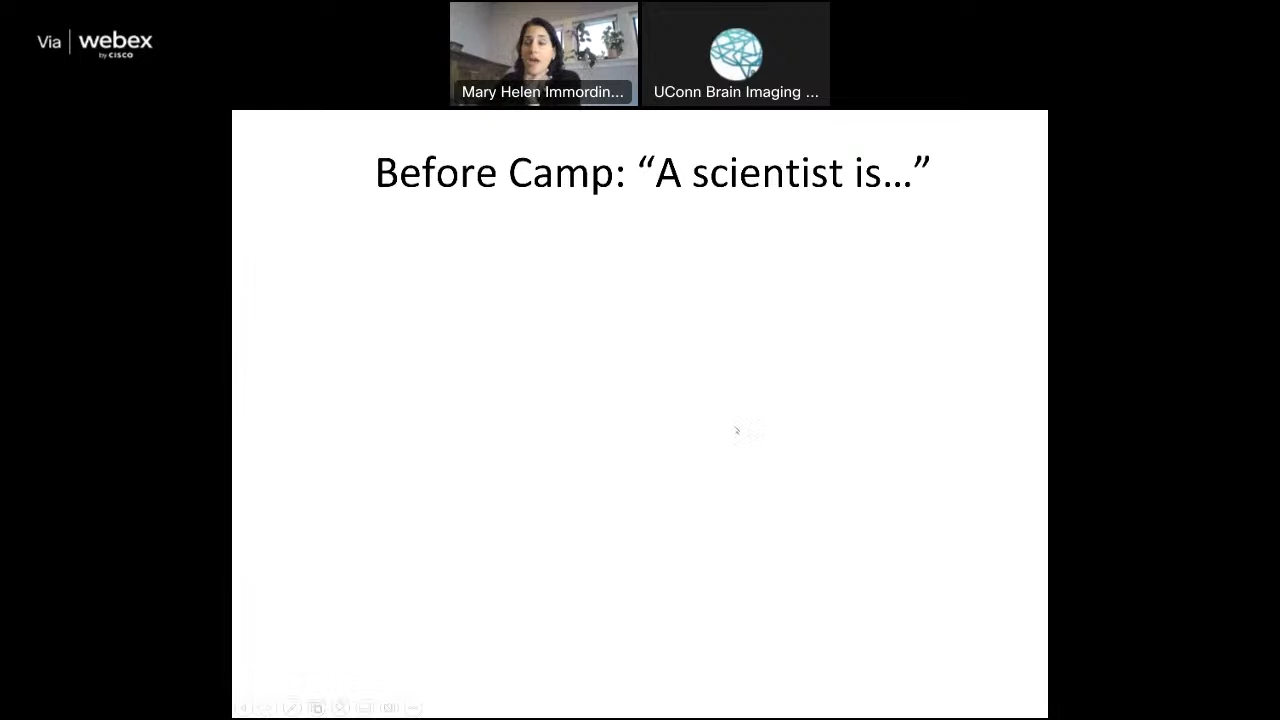 Via webex
by CISCO
Mary Helen Immordin...
UConn Brain Imaging ...
Before Camp: “A scientist is...”